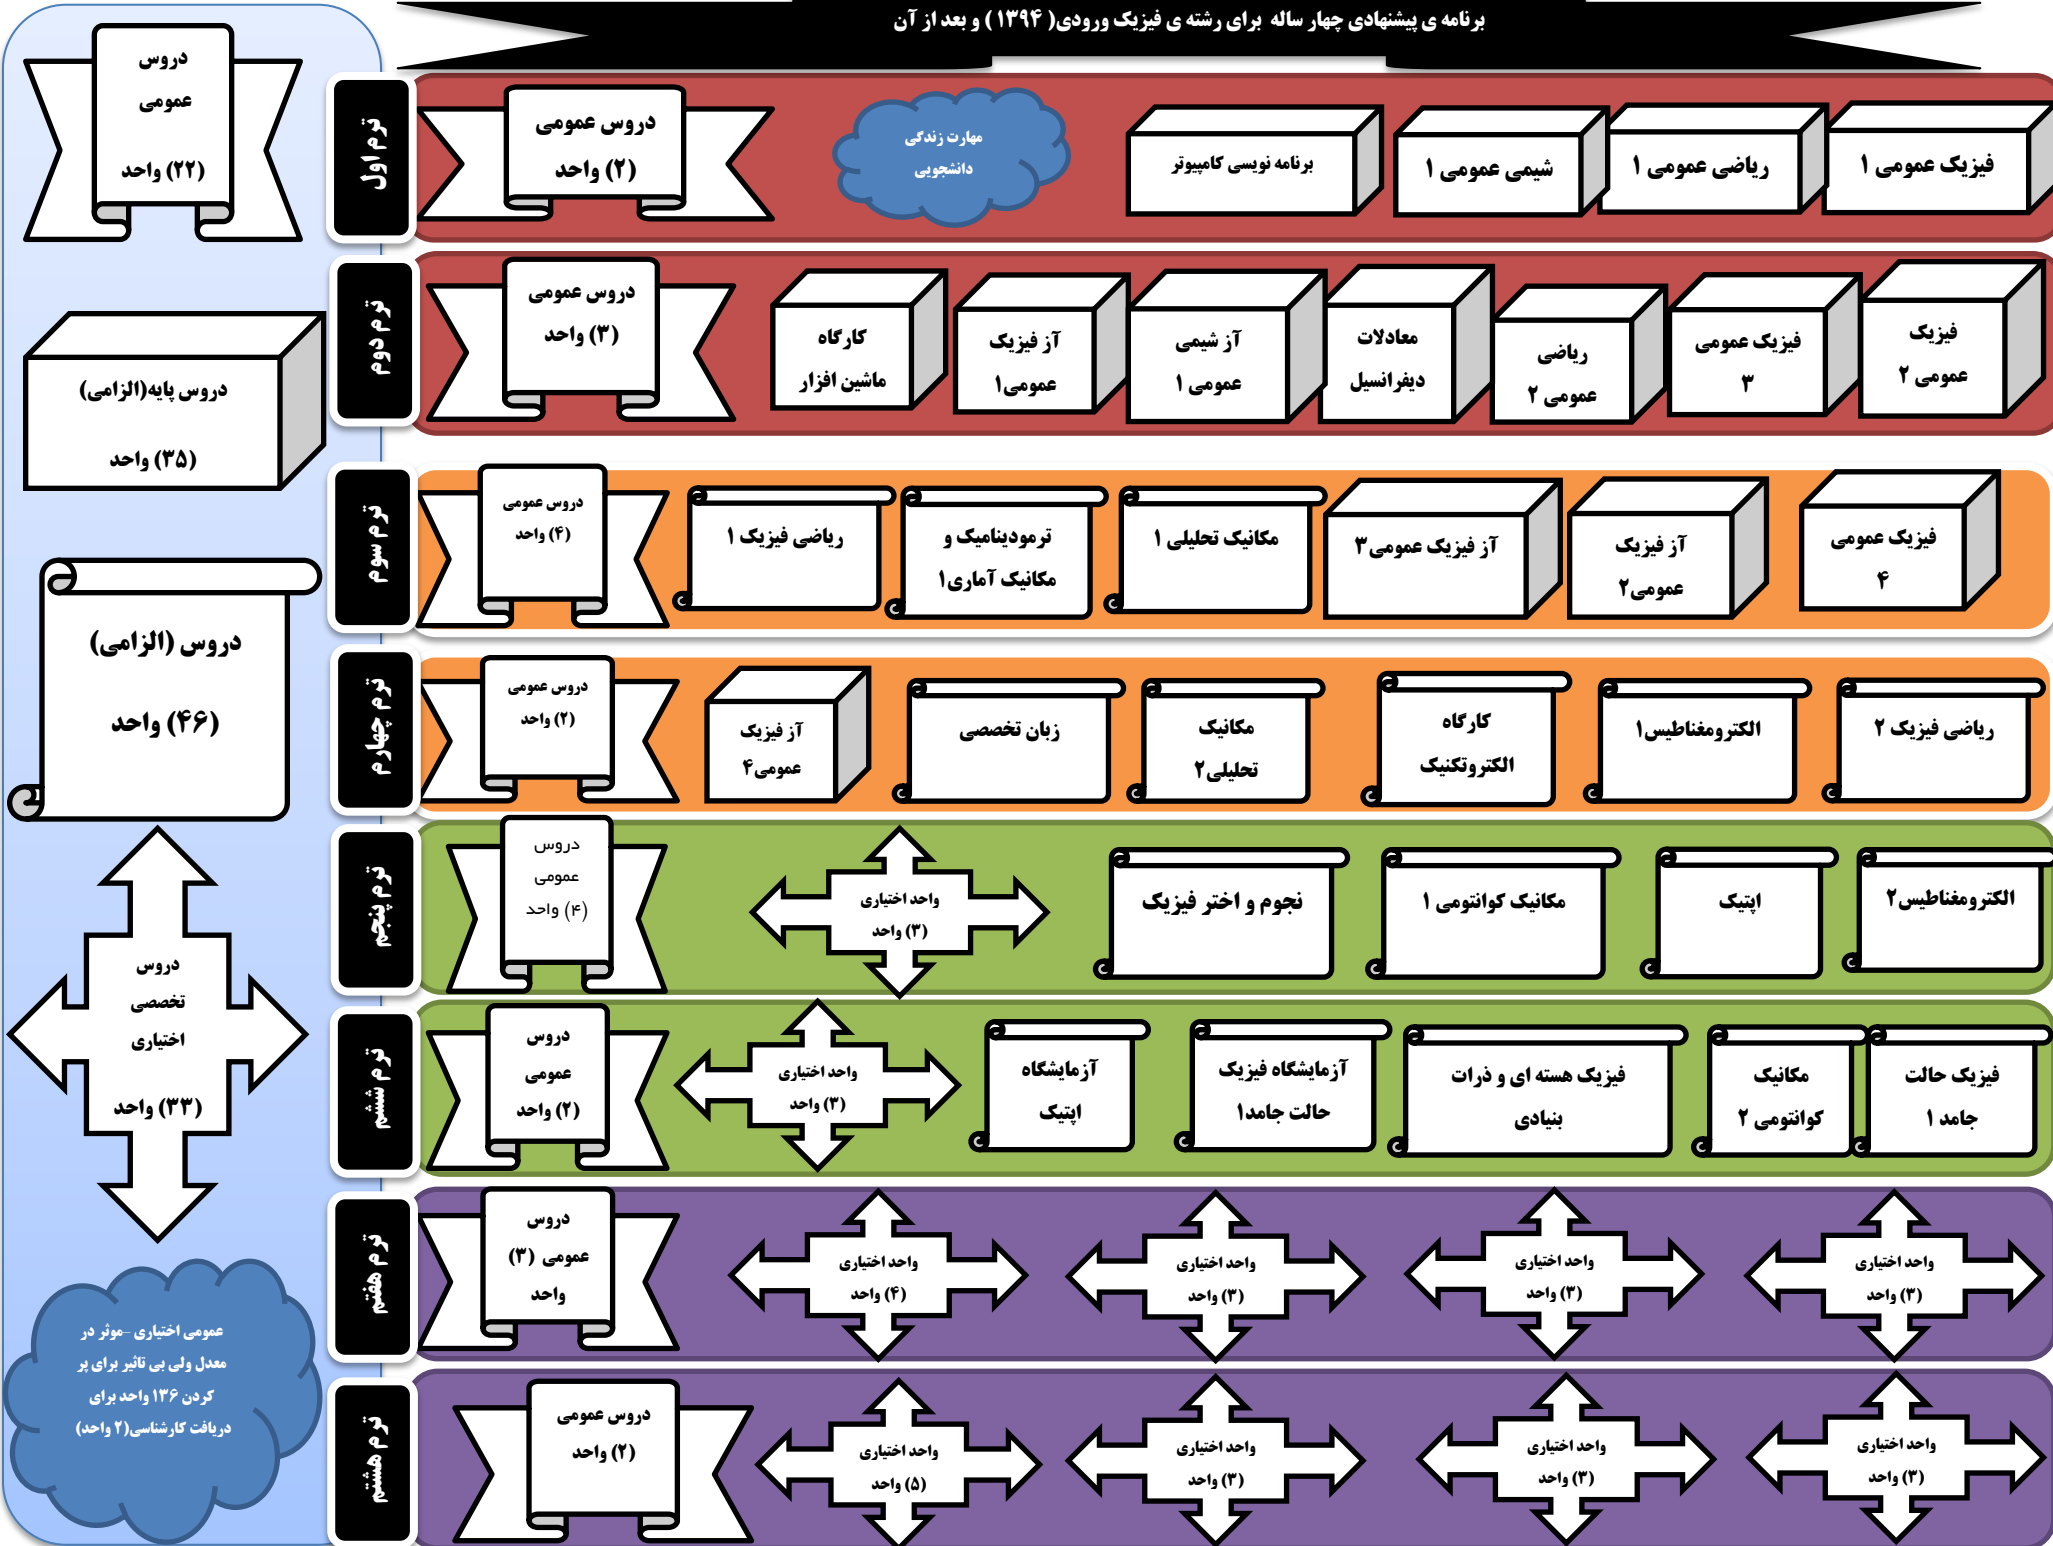 برنامه ی پیشنهادی چهار ساله برای رشته ی فیزیک ورودی( ۱۳۹۴ ) و بعد از آن
ترم اول
فیزیک عمومی ۱
ریاضی عمومی ۱
شیمی عمومی ۱
برنامه نویسی کامپیوتر
مهارت زندگی
دانشجویی
دروس عمومی
(۲) واحد
ترم دوم
فیزیک
عمومی ۲
فیزیک عمومی
۳
ریاضی
عمومی ۲
معادلات
دیفرانسیل
آز شیمی
عمومی ۱
آز فیزیک
عمومی۱
کارگاه
ماشین افزار
دروس عمومی
(۳) واحد
ترم سوم
فیزیک عمومی
۴
آز فیزیک
عمومی۲
آز فیزیک عمومی۳
مکانیک تحلیلی ۱
ترمودینامیک و
مکانیک آماری۱
ریاضی فیزیک ۱
دروس عمومی
(۴) واحد
ترم چهارم
ریاضی فیزیک ۲
الکترومغناطیس۱
کارگاه
الکتروتکنیک
مکانیک
تحلیلی۲
زبان تخصصی
آز فیزیک
عمومی۴
دروس عمومی
(۲) واحد
ترم پنجم
الکترومغناطیس۲
اپتیک
مکانیک کوانتومی ۱
نجوم و اختر فیزیک
واحد اختیاری
(۳) واحد
دروس
عمومی
(۴) واحد
ترم ششم
فیزیک حالت
جامد ۱
مکانیک
کوانتومی ۲
فیزیک هسته ای و ذرات
بنیادی
آزمایشگاه فیزیک
حالت جامد۱
آزمایشگاه
اپتیک
واحد اختیاری
(۳) واحد
دروس
عمومی
(۲) واحد
ترم هفتم
واحد اختیاری
(۳) واحد
واحد اختیاری
(۳) واحد
واحد اختیاری
(۳) واحد
واحد اختیاری
(۴) واحد
دروس
عمومی (۳)
واحد
ترم هشتم
واحد اختیاری
(۳) واحد
واحد اختیاری
(۳) واحد
واحد اختیاری
(۳) واحد
واحد اختیاری
(۵) واحد
دروس عمومی
(۲) واحد
دروس
عمومی
(۲۲) واحد
دروس پایه(الزامی)
(۳۵) واحد
دروس (الزامی)
(۴۶) واحد
دروس
تخصصی
اختیاری
(۳۳) واحد
عمومی اختیاری -موثر در
معدل ولی بی تاثیر برای پر
کردن ۱۳۶ واحد برای
دریافت کارشناسی(۲ واحد)